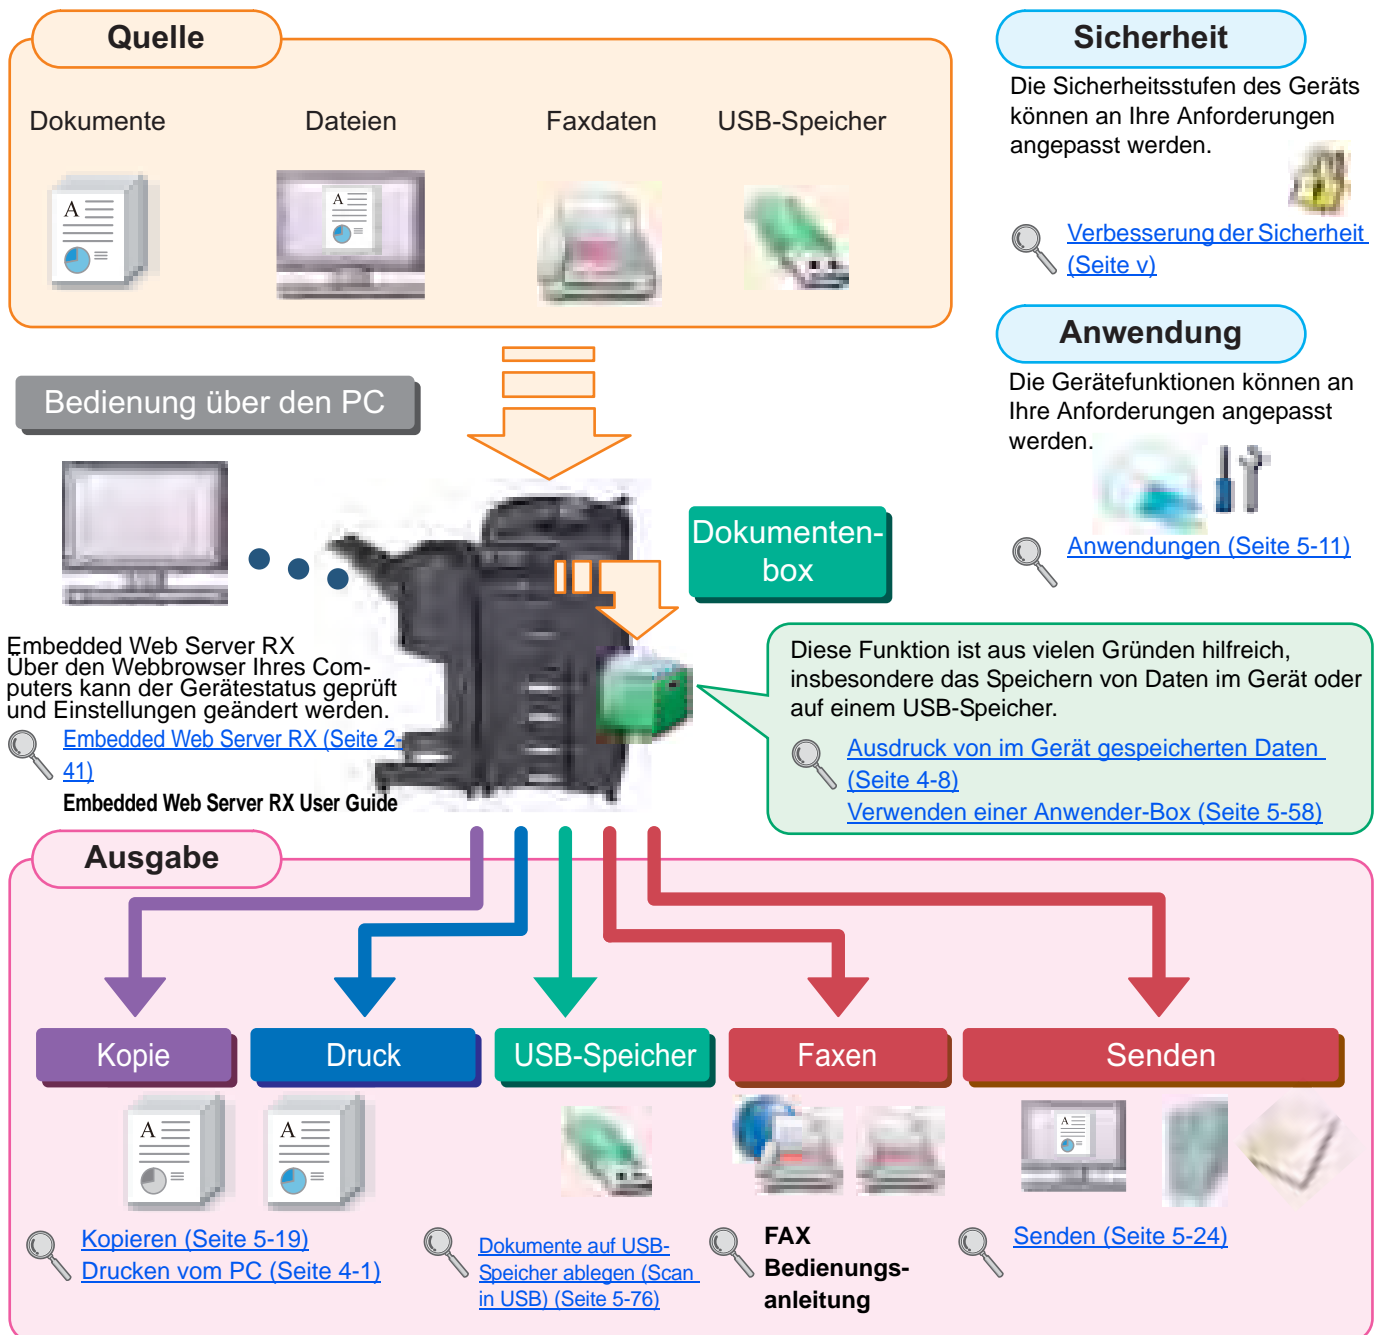 Quelle
Dokumente
Dateien
Faxdaten
USB-Speicher
Sicherheit
Die Sicherheitsstufen des Geräts
können an Ihre Anforderungen
angepasst werden.
Verbesserung der Sicherheit
(Seite v)
Anwendung
Die Gerätefunktionen können an
Ihre Anforderungen angepasst
werden.
Anwendungen (Seite 5-11)
Bedienung über den PC
Embedded Web Server RX
Über den Webbrowser Ihres Com-
puters kann der Gerätestatus geprüft
und Einstellungen geändert werden.
Embedded Web Server RX (Seite 2-
41)
Embedded Web Server RX User Guide
Dokumenten-
box
Diese Funktion ist aus vielen Gründen hilfreich,
insbesondere das Speichern von Daten im Gerät oder
auf einem USB-Speicher.
Ausdruck von im Gerät gespeicherten Daten
(Seite 4-8)
Verwenden einer Anwender-Box (Seite 5-58)
Ausgabe
Kopie
Druck
USB-Speicher
Faxen
Senden
Kopieren (Seite 5-19)
Drucken vom PC (Seite 4-1)
Dokumente auf USB-
Speicher ablegen (Scan
in USB) (Seite 5-76)
FAX
Bedienungs-
anleitung
Senden (Seite 5-24)